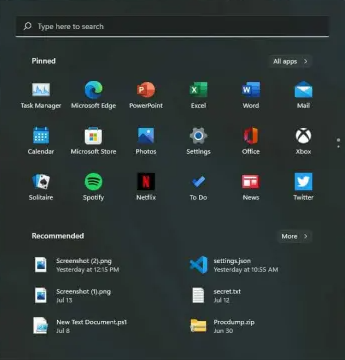 Type here to search
Pinned
All apps >
Task Manager
Microsoft Edge
PowerPoint
Excel
Word
Mail
Calendar
Microsoft Store
Photos
Settings
Office
Xbox
Solitaire
Spotify
Netflix
To Do
News
Twitter
Recommended
More >
Screenshot (2).png
Yesterday at 12:15 PM
settings.json
Yesterday at 10:55 AM
Screenshot (1).png
Jul 13
secret.txt
Jul 12
New Text Document.ps1
Jul 8
Procdump.zip
Jun 30